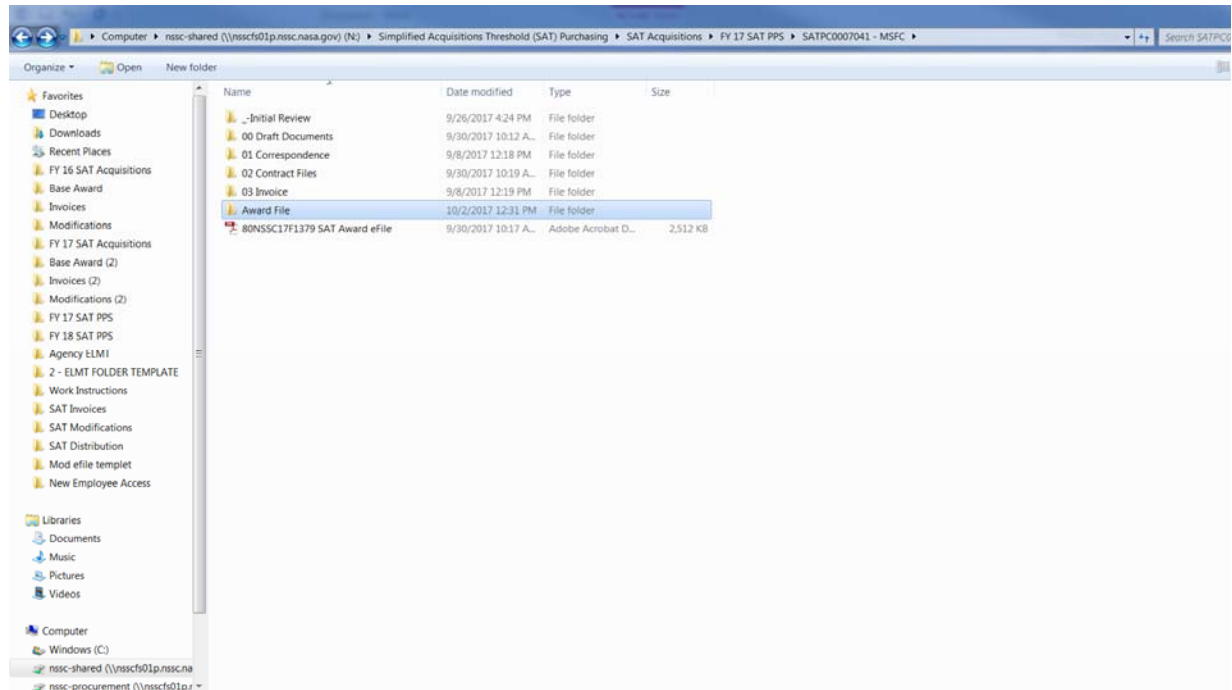 Computer ▸ nssc-shared (\\nsscfs01p.nssc.nasa.gov) (N:) ▸ Simplified Acquisitions Threshold (SAT) Purchasing ▸ SAT Acquisitions ▸ FY 17 SAT PPS ▸ SATPC0007041 - MSFC ▸ Search SATPC0
Organize Open New folder
Name Date modified Type Size
_-Initial Review 9/26/2017 4:24 PM File folder
00 Draft Documents 9/30/2017 10:12 A... File folder
01 Correspondence 9/8/2017 12:18 PM File folder
02 Contract Files 9/30/2017 10:19 A... File folder
03 Invoice 9/8/2017 12:19 PM File folder
Award File 10/2/2017 12:31 PM File folder
80NSSC17F1379 SAT Award eFile 9/30/2017 10:17 A... Adobe Acrobat D... 2,512 KB
Favorites
Desktop
Downloads
Recent Places
FY 16 SAT Acquisitions
Base Award
Invoices
Modifications
FY 17 SAT Acquisitions
Base Award (2)
Invoices (2)
Modifications (2)
FY 17 SAT PPS
FY 18 SAT PPS
Agency ELMT
2 - ELMT FOLDER TEMPLATE
Work Instructions
SAT Invoices
SAT Modifications
SAT Distribution
Mod efile templet
New Employee Access
Libraries
Documents
Music
Pictures
Videos
Computer
Windows (C:)
nssc-shared (\\nsscfs01p.nssc.na
nssc-procurement (\\nsscfs01p.r